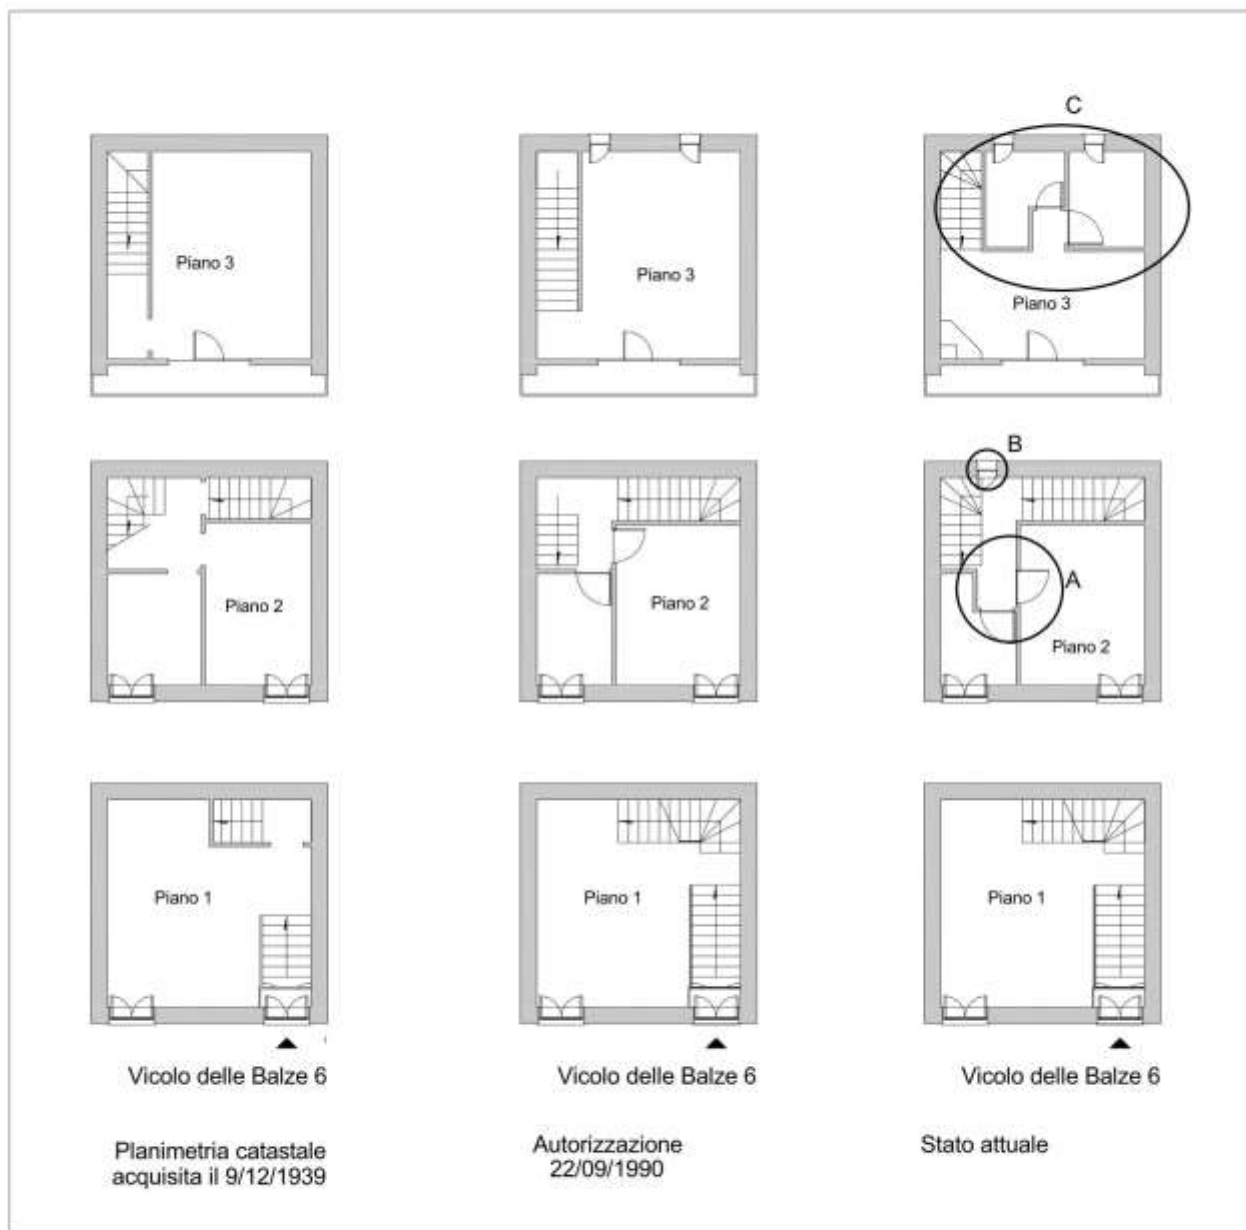 C
Piano 3
Piano 3
Piano 3
B
A
Piano 2
Piano 2
Piano 2
Piano 1
Piano 1
Piano 1
Vicolo delle Balze 6
Vicolo delle Balze 6
Vicolo delle Balze 6
Planimetria catastale
acquisita il 9/12/1939
Autorizzazione
22/09/1990
Stato attuale